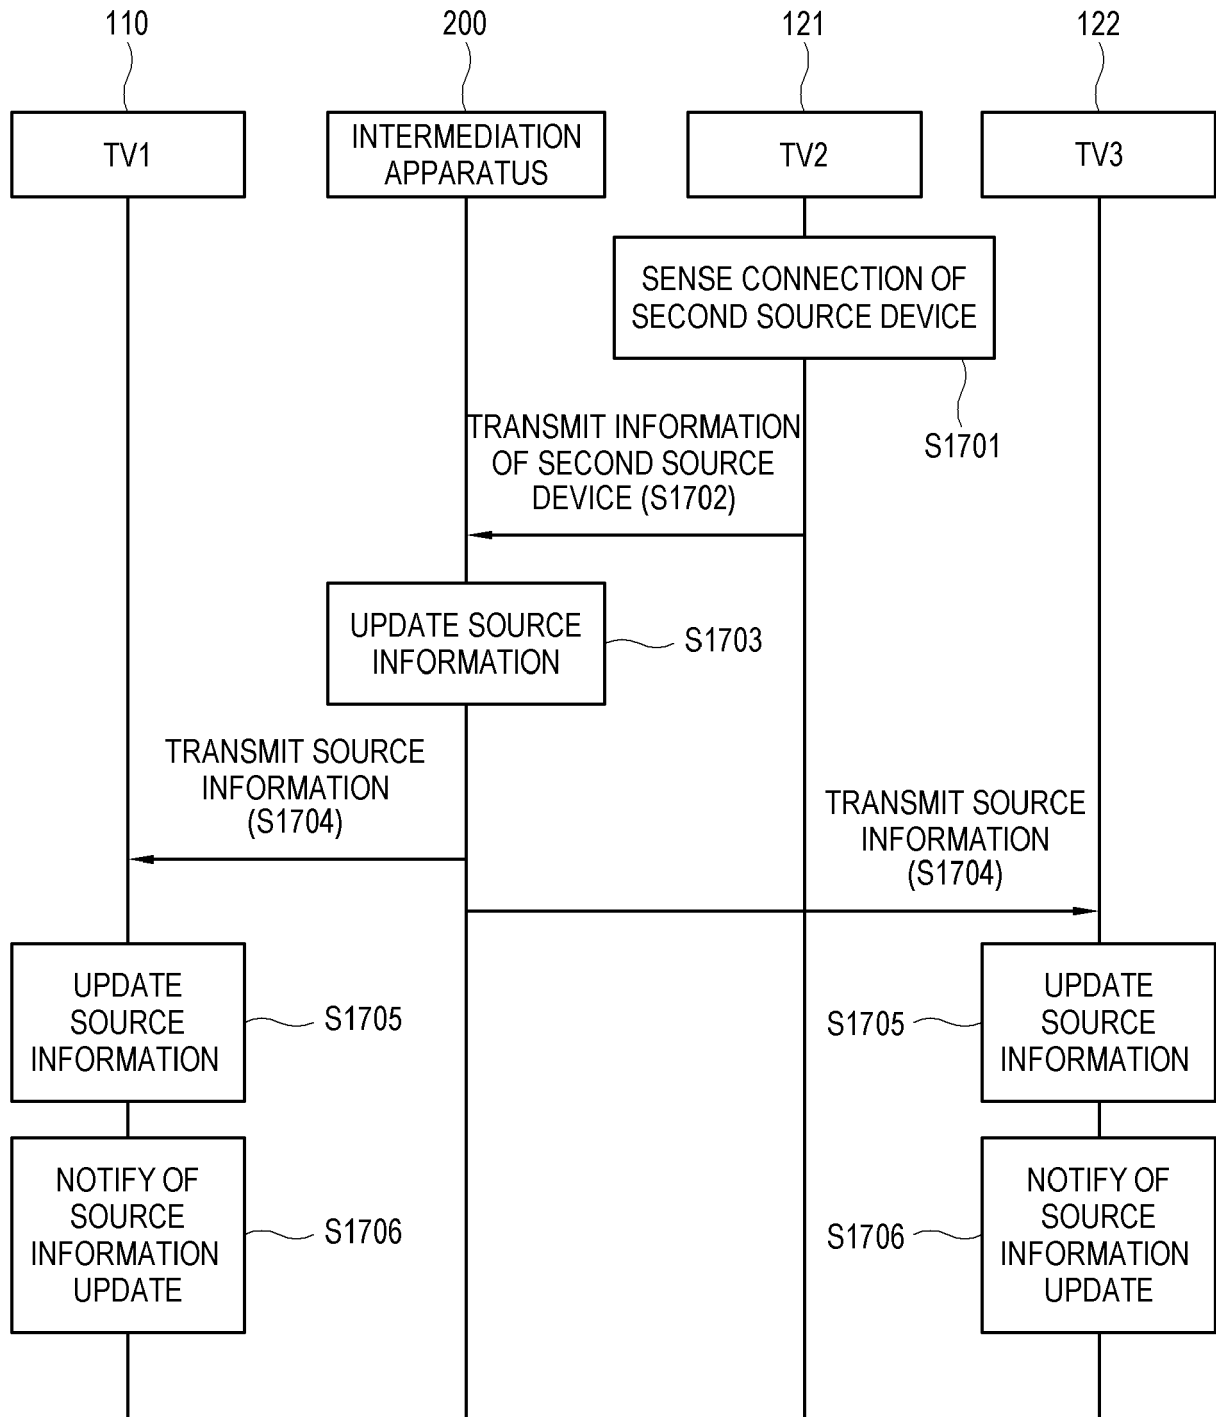 110
200
121
122
TV1
INTERMEDIATION
APPARATUS
TV2
TV3
SENSE CONNECTION OF
SECOND SOURCE DEVICE
S1701
TRANSMIT INFORMATION
OF SECOND SOURCE
DEVICE (S1702)
UPDATE SOURCE
INFORMATION
S1703
TRANSMIT SOURCE
INFORMATION
(S1704)
TRANSMIT SOURCE
INFORMATION
(S1704)
UPDATE
SOURCE
INFORMATION
S1705
S1705
UPDATE
SOURCE
INFORMATION
NOTIFY OF
SOURCE
INFORMATION
UPDATE
S1706
S1706
NOTIFY OF
SOURCE
INFORMATION
UPDATE